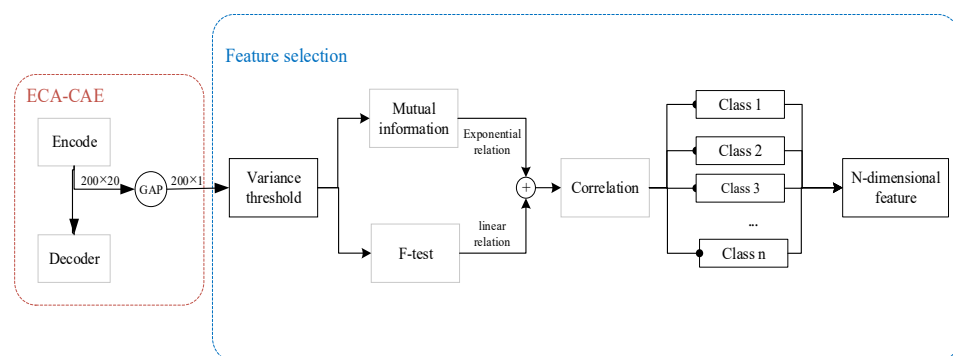 Feature selection
ECA-CAE
Encode
200×20
GAP
200×1
Decoder
Variance
threshold
Mutual
information
Exponential
relation
+
linear
relation
F-test
Correlation
Class 1
Class 2
Class 3
...
Class n
N-dimensional
feature